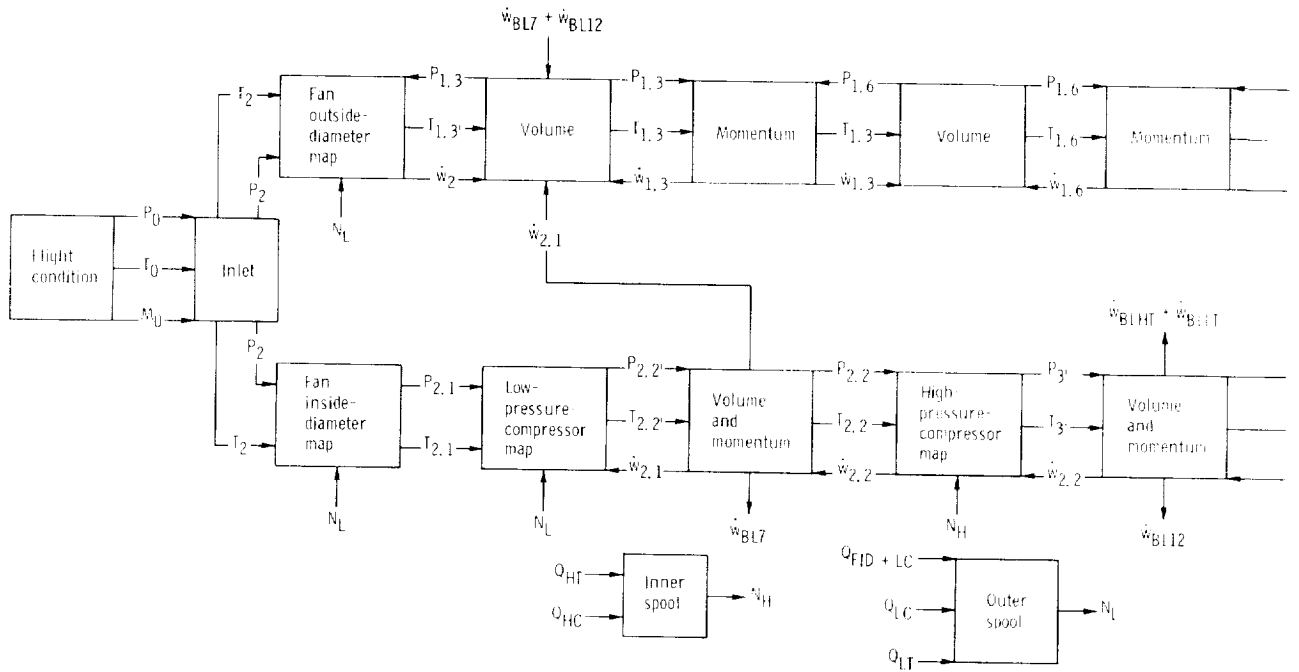 ẇBL7 + ẇBL12
P1,3
P1,3
P1,6
P1,6
T2
Fan
outside-
diameter
map
T1,3'
Volume
T1,3
Momentum
T1,3
Volume
T1,6
Momentum
P2
ẇ2
ẇ1,3
ẇ1,3
ẇ1,6
NL
ẇ2,1
P0
Flight
condition
T0
Inlet
M0
P2
ẇBLHT + ẇBLLT
Fan
inside-
diameter
map
P2,1
Low-
pressure-
compressor
map
P2,2'
Volume
and
momentum
P2,2
High-
pressure-
compressor
map
P3'
Volume
and
momentum
T2
T2,1
T2,2'
T2,2
T3'
ẇ2,1
ẇ2,2
ẇ2,2
NL
NL
ẇBL7
NH
ẇBL12
QHT
Inner
spool
NH
QHC
QFID + LC
QLC
Outer
spool
NL
QLT